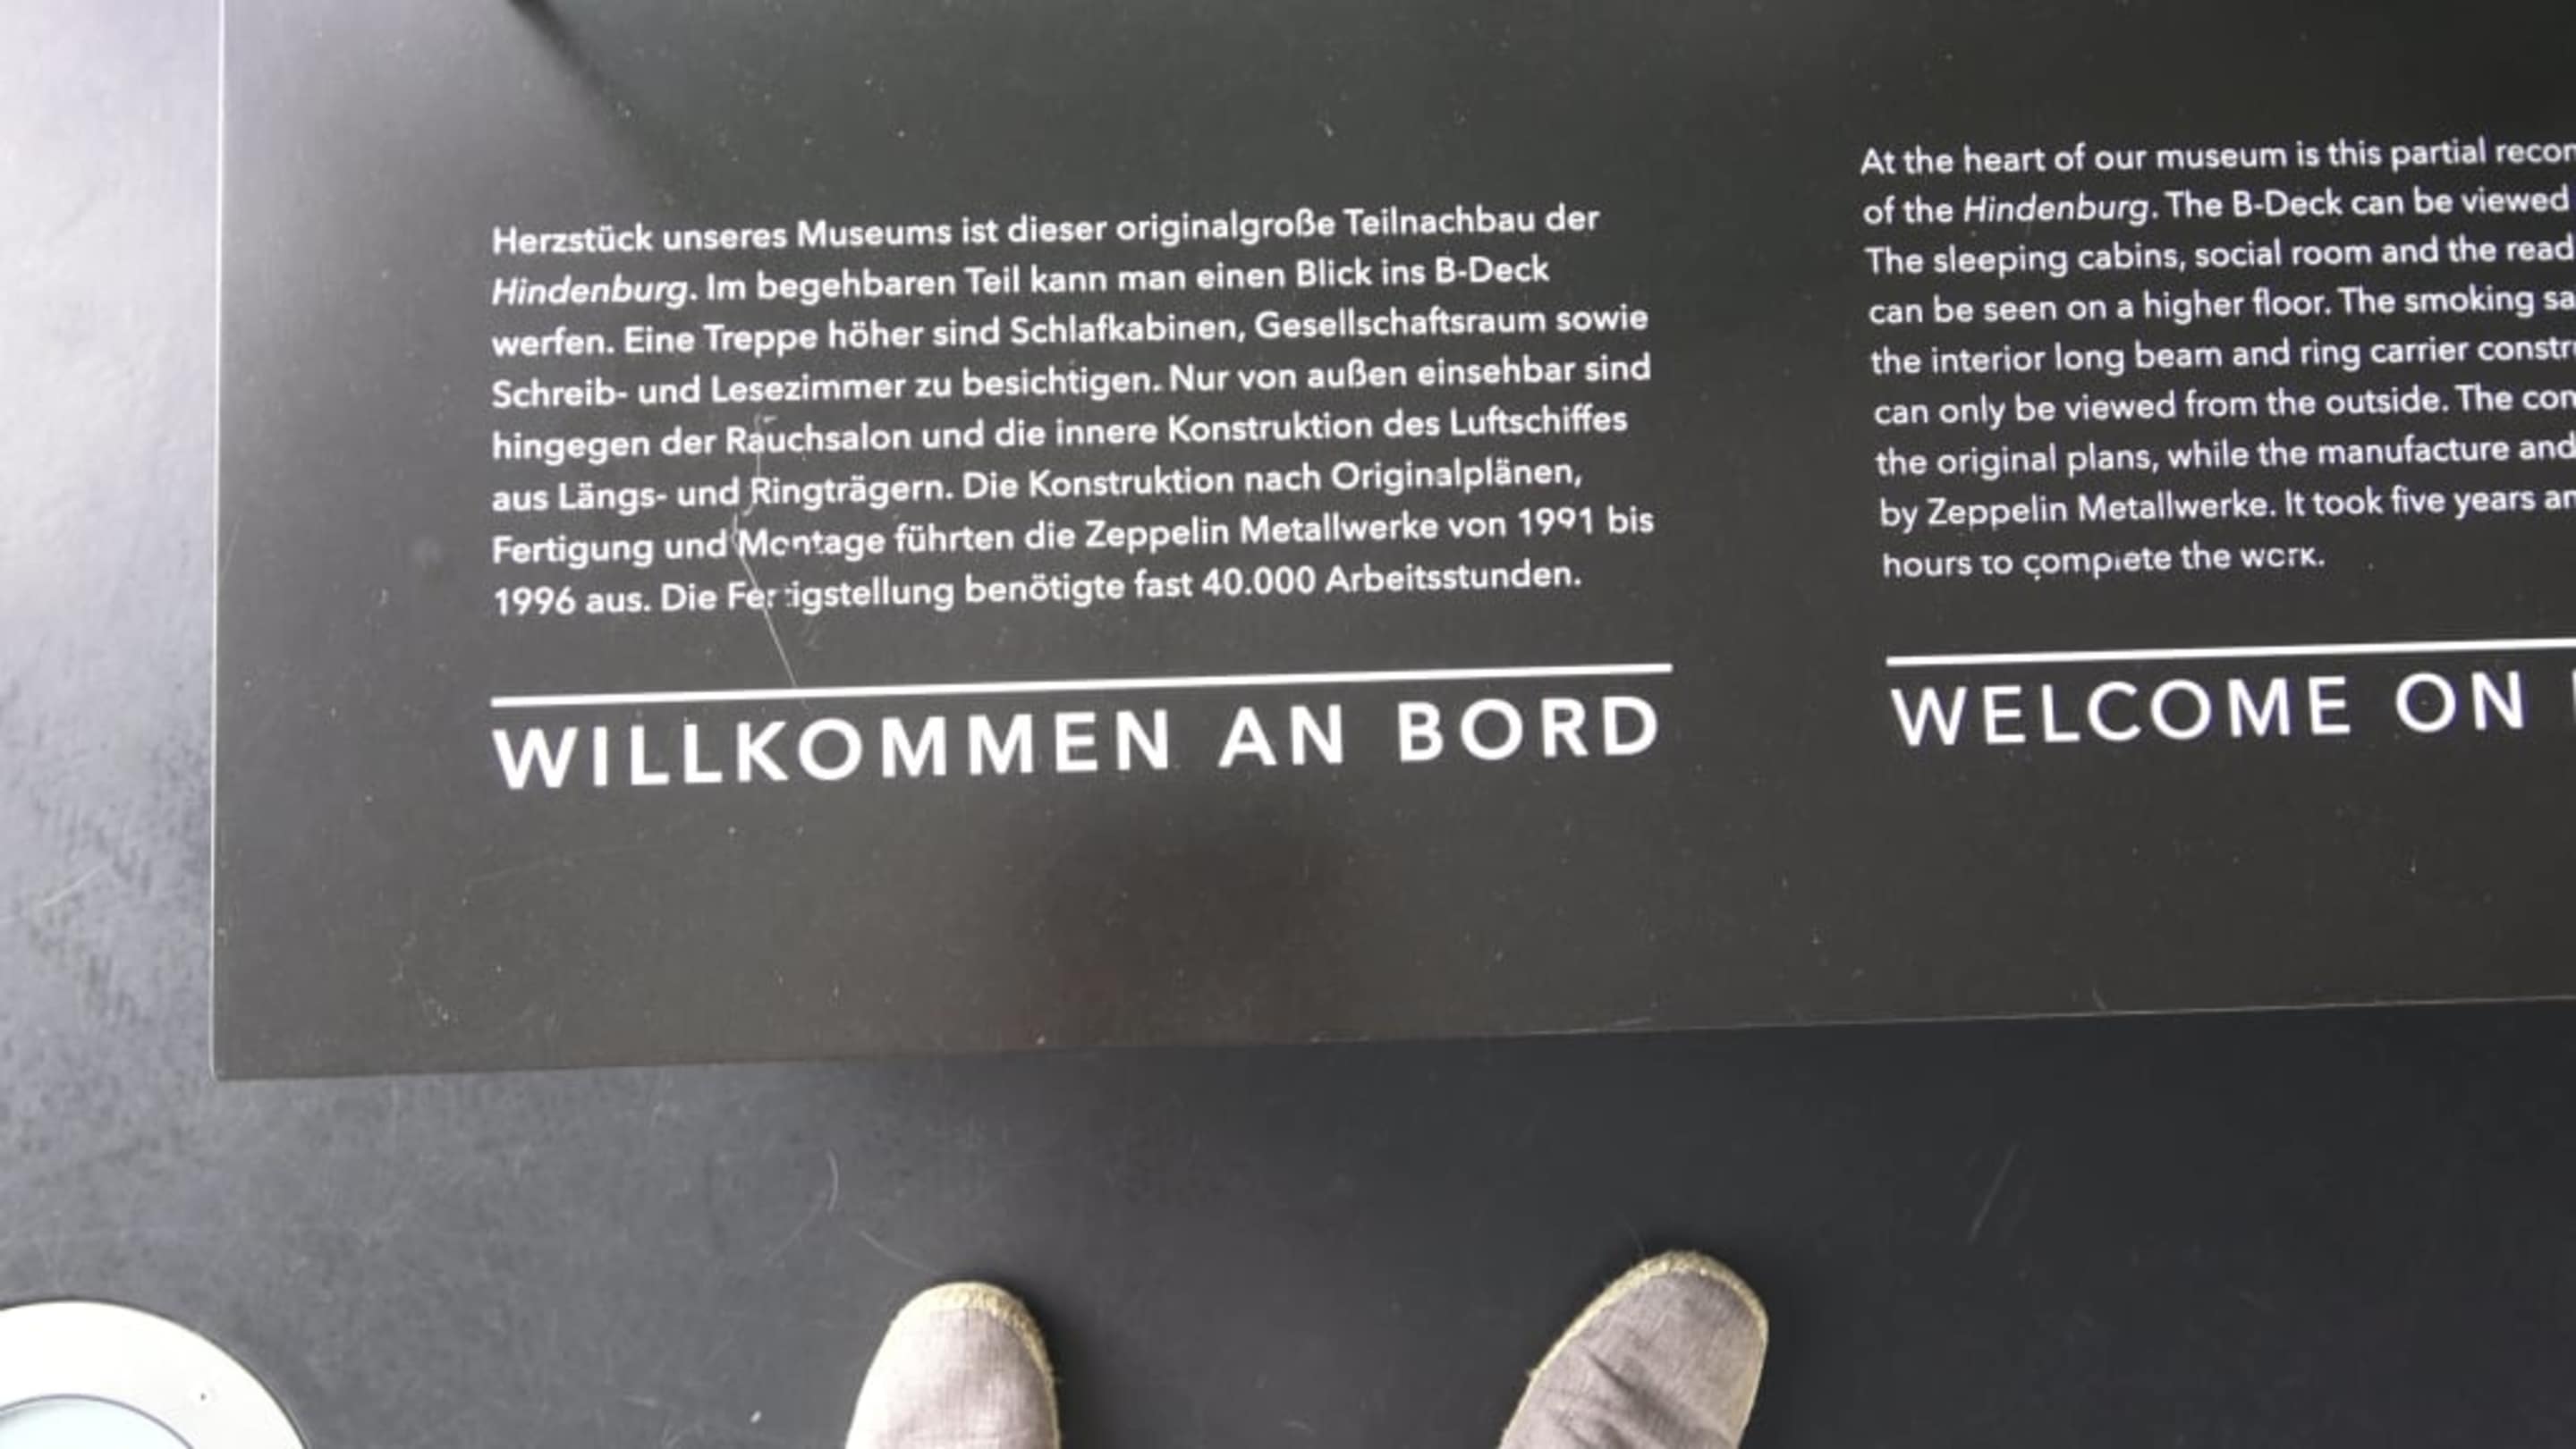 Herzstück unseres Museums ist dieser originalgroße Teilnachbau der
Hindenburg. Im begehbaren Teil kann man einen Blick ins B-Deck
werfen. Eine Treppe höher sind Schlafkabinen, Gesellschaftsraum sowie
Schreib- und Lesezimmer zu besichtigen. Nur von außen einsehbar sind
hingegen der Rauchsalon und die innere Konstruktion des Luftschiffes
aus Längs- und Ringträgern. Die Konstruktion nach Originalplänen,
Fertigung und Montage führten die Zeppelin Metallwerke von 1991 bis
1996 aus. Die Fertigstellung benötigte fast 40.000 Arbeitsstunden.
WILLKOMMEN AN BORD
At the heart of our museum is this partial
of the Hindenburg. The B-Deck can be viewed
The sleeping cabins, social room and the
can be seen on a higher floor. The smoking
the interior long beam and ring carrier
can only be viewed from the outside. The
the original plans, while the manufacture and
by Zeppelin Metallwerke. It took five years
hours to complete the work.
WELCOME ON